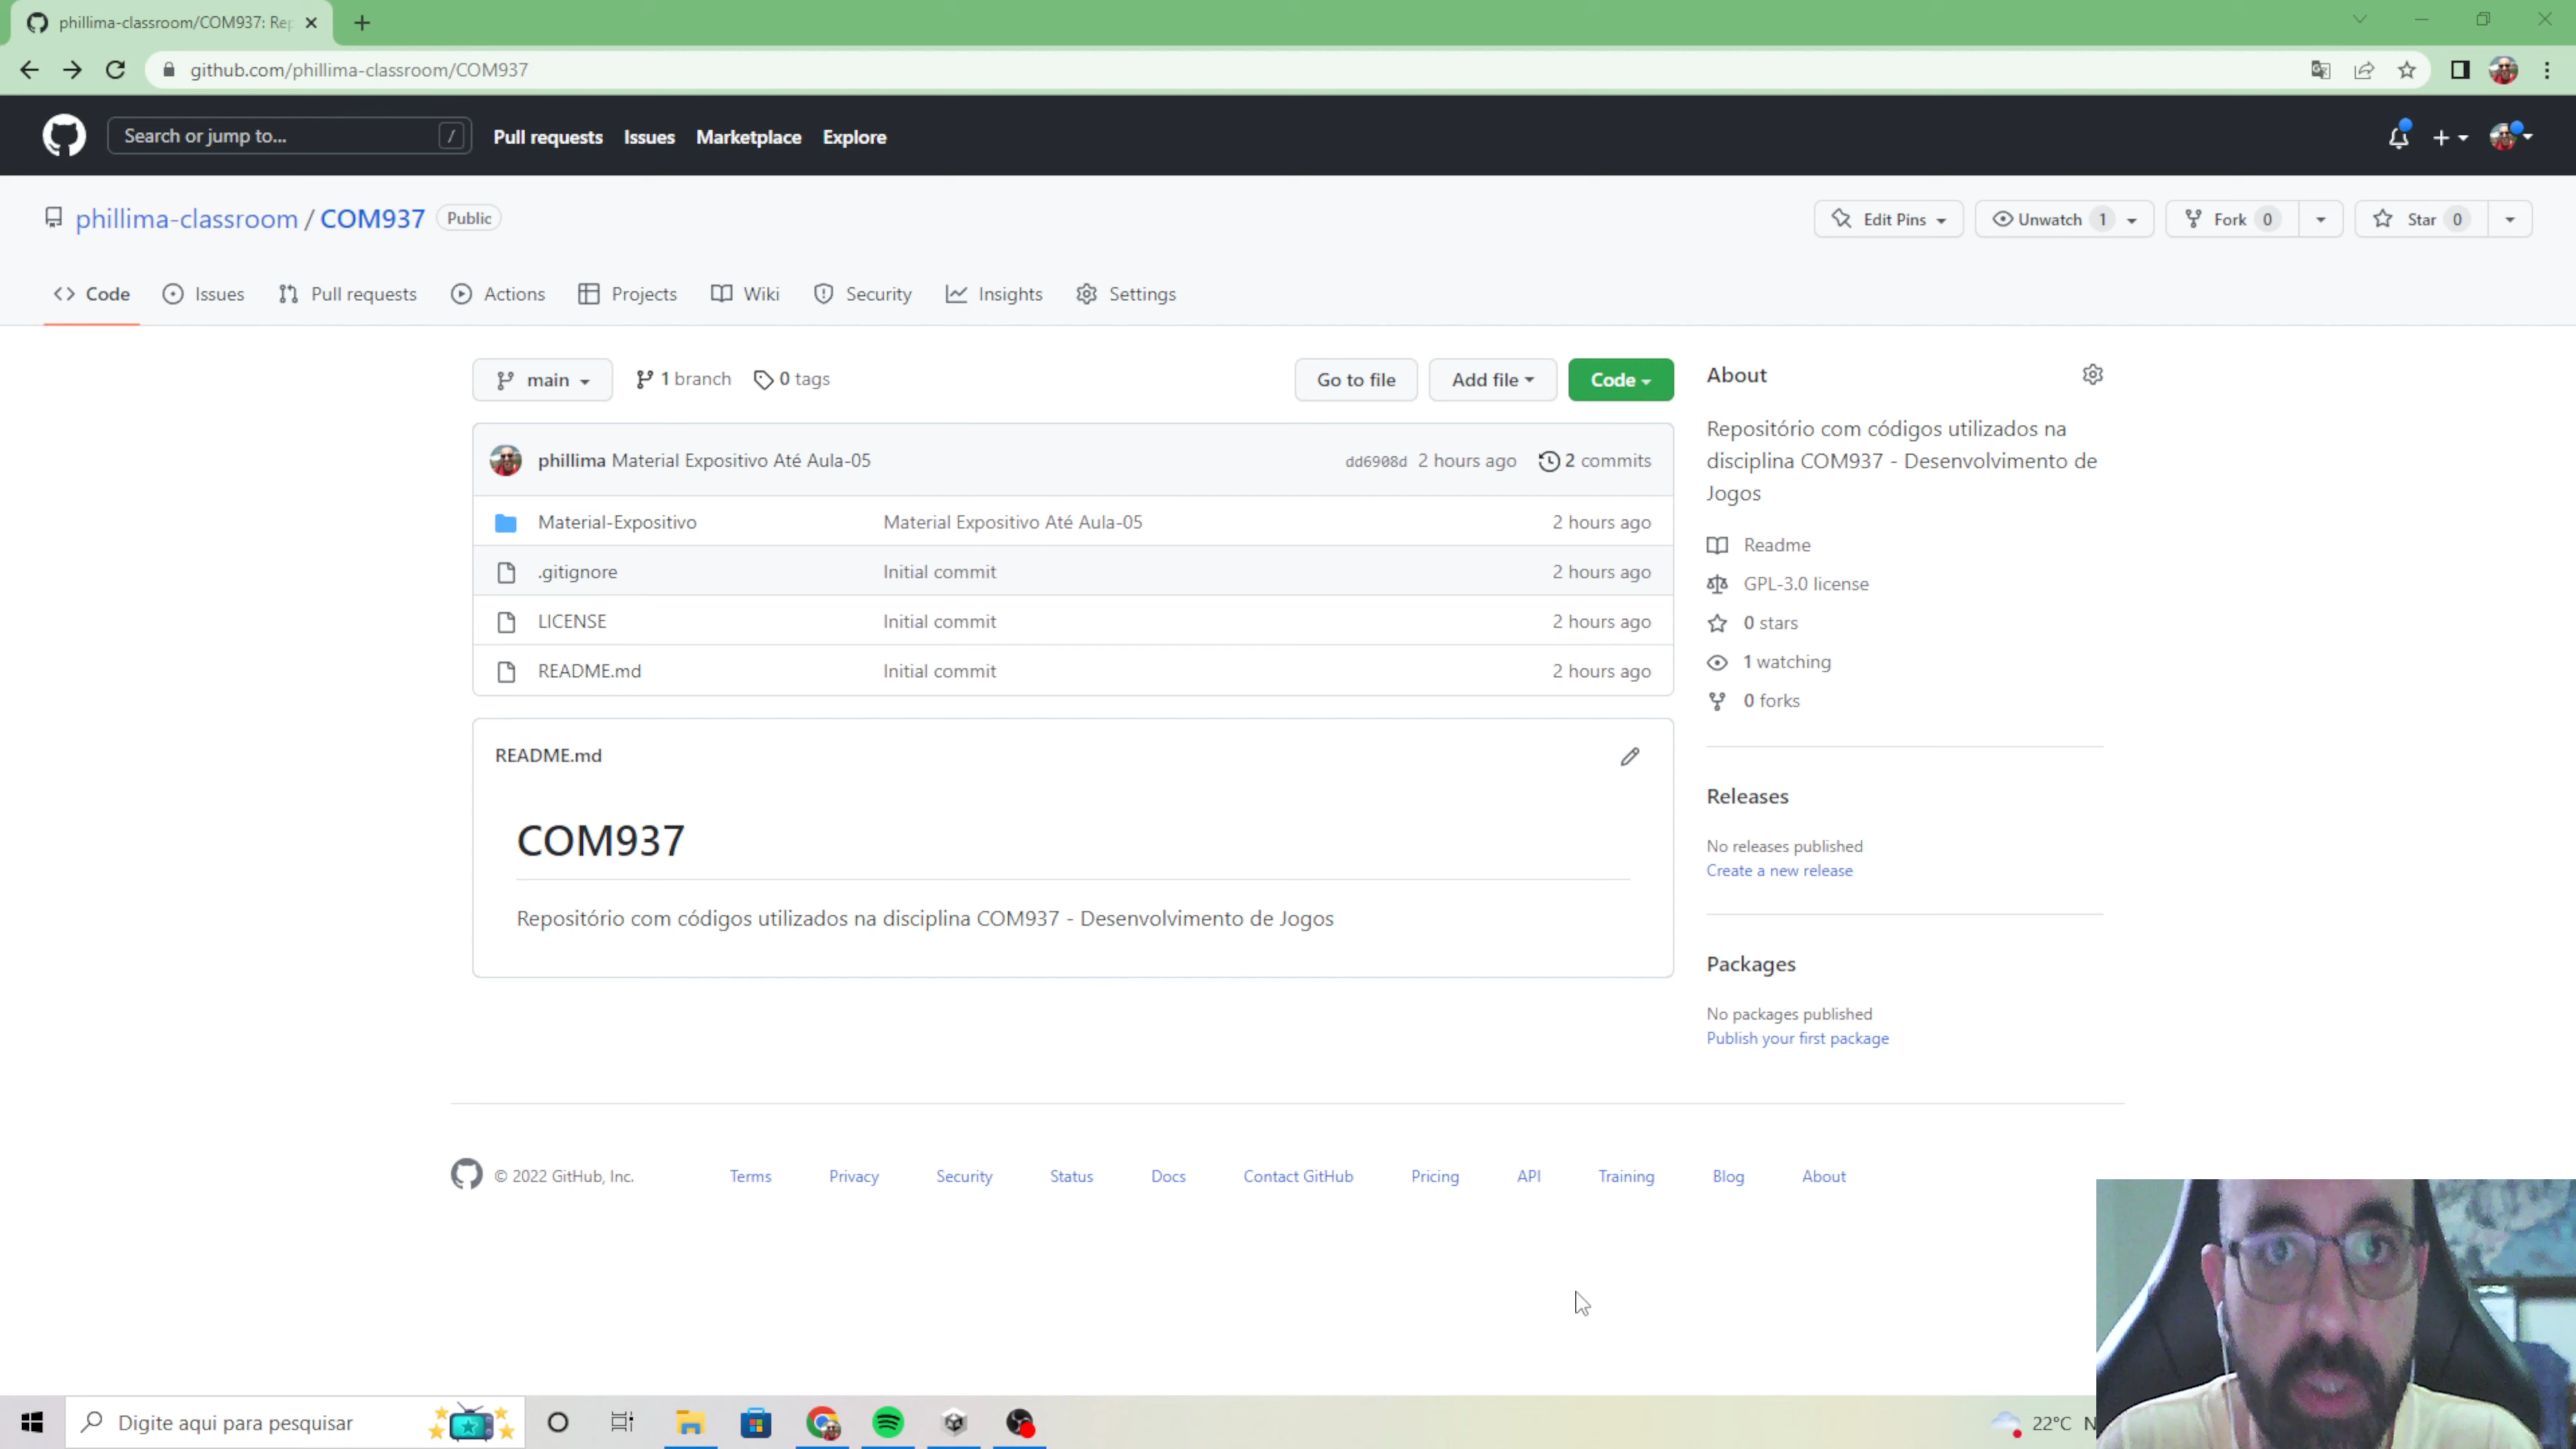 phillima-classroom/COM937: Rep
github.com/phillima-classroom/COM937
Search or jump to... /
Pull requests Issues Marketplace Explore
phillima-classroom / COM937 Public
Edit Pins Unwatch 1 Fork 0 Star 0
Code Issues Pull requests Actions Projects Wiki Security Insights Settings
main 1 branch 0 tags Go to file Add file Code
phillima Material Expositivo Até Aula-05 dd6908d 2 hours ago 2 commits
Material-Expositivo Material Expositivo Até Aula-05 2 hours ago
.gitignore Initial commit 2 hours ago
LICENSE Initial commit 2 hours ago
README.md Initial commit 2 hours ago
README.md
COM937
Repositório com códigos utilizados na disciplina COM937 - Desenvolvimento de Jogos
About
Repositório com códigos utilizados na
disciplina COM937 - Desenvolvimento de
Jogos
Readme
GPL-3.0 license
0 stars
1 watching
0 forks
Releases
No releases published
Create a new release
Packages
No packages published
Publish your first package
© 2022 GitHub, Inc. Terms Privacy Security Status Docs Contact GitHub Pricing API Training Blog About
Digite aqui para pesquisar
22°C N